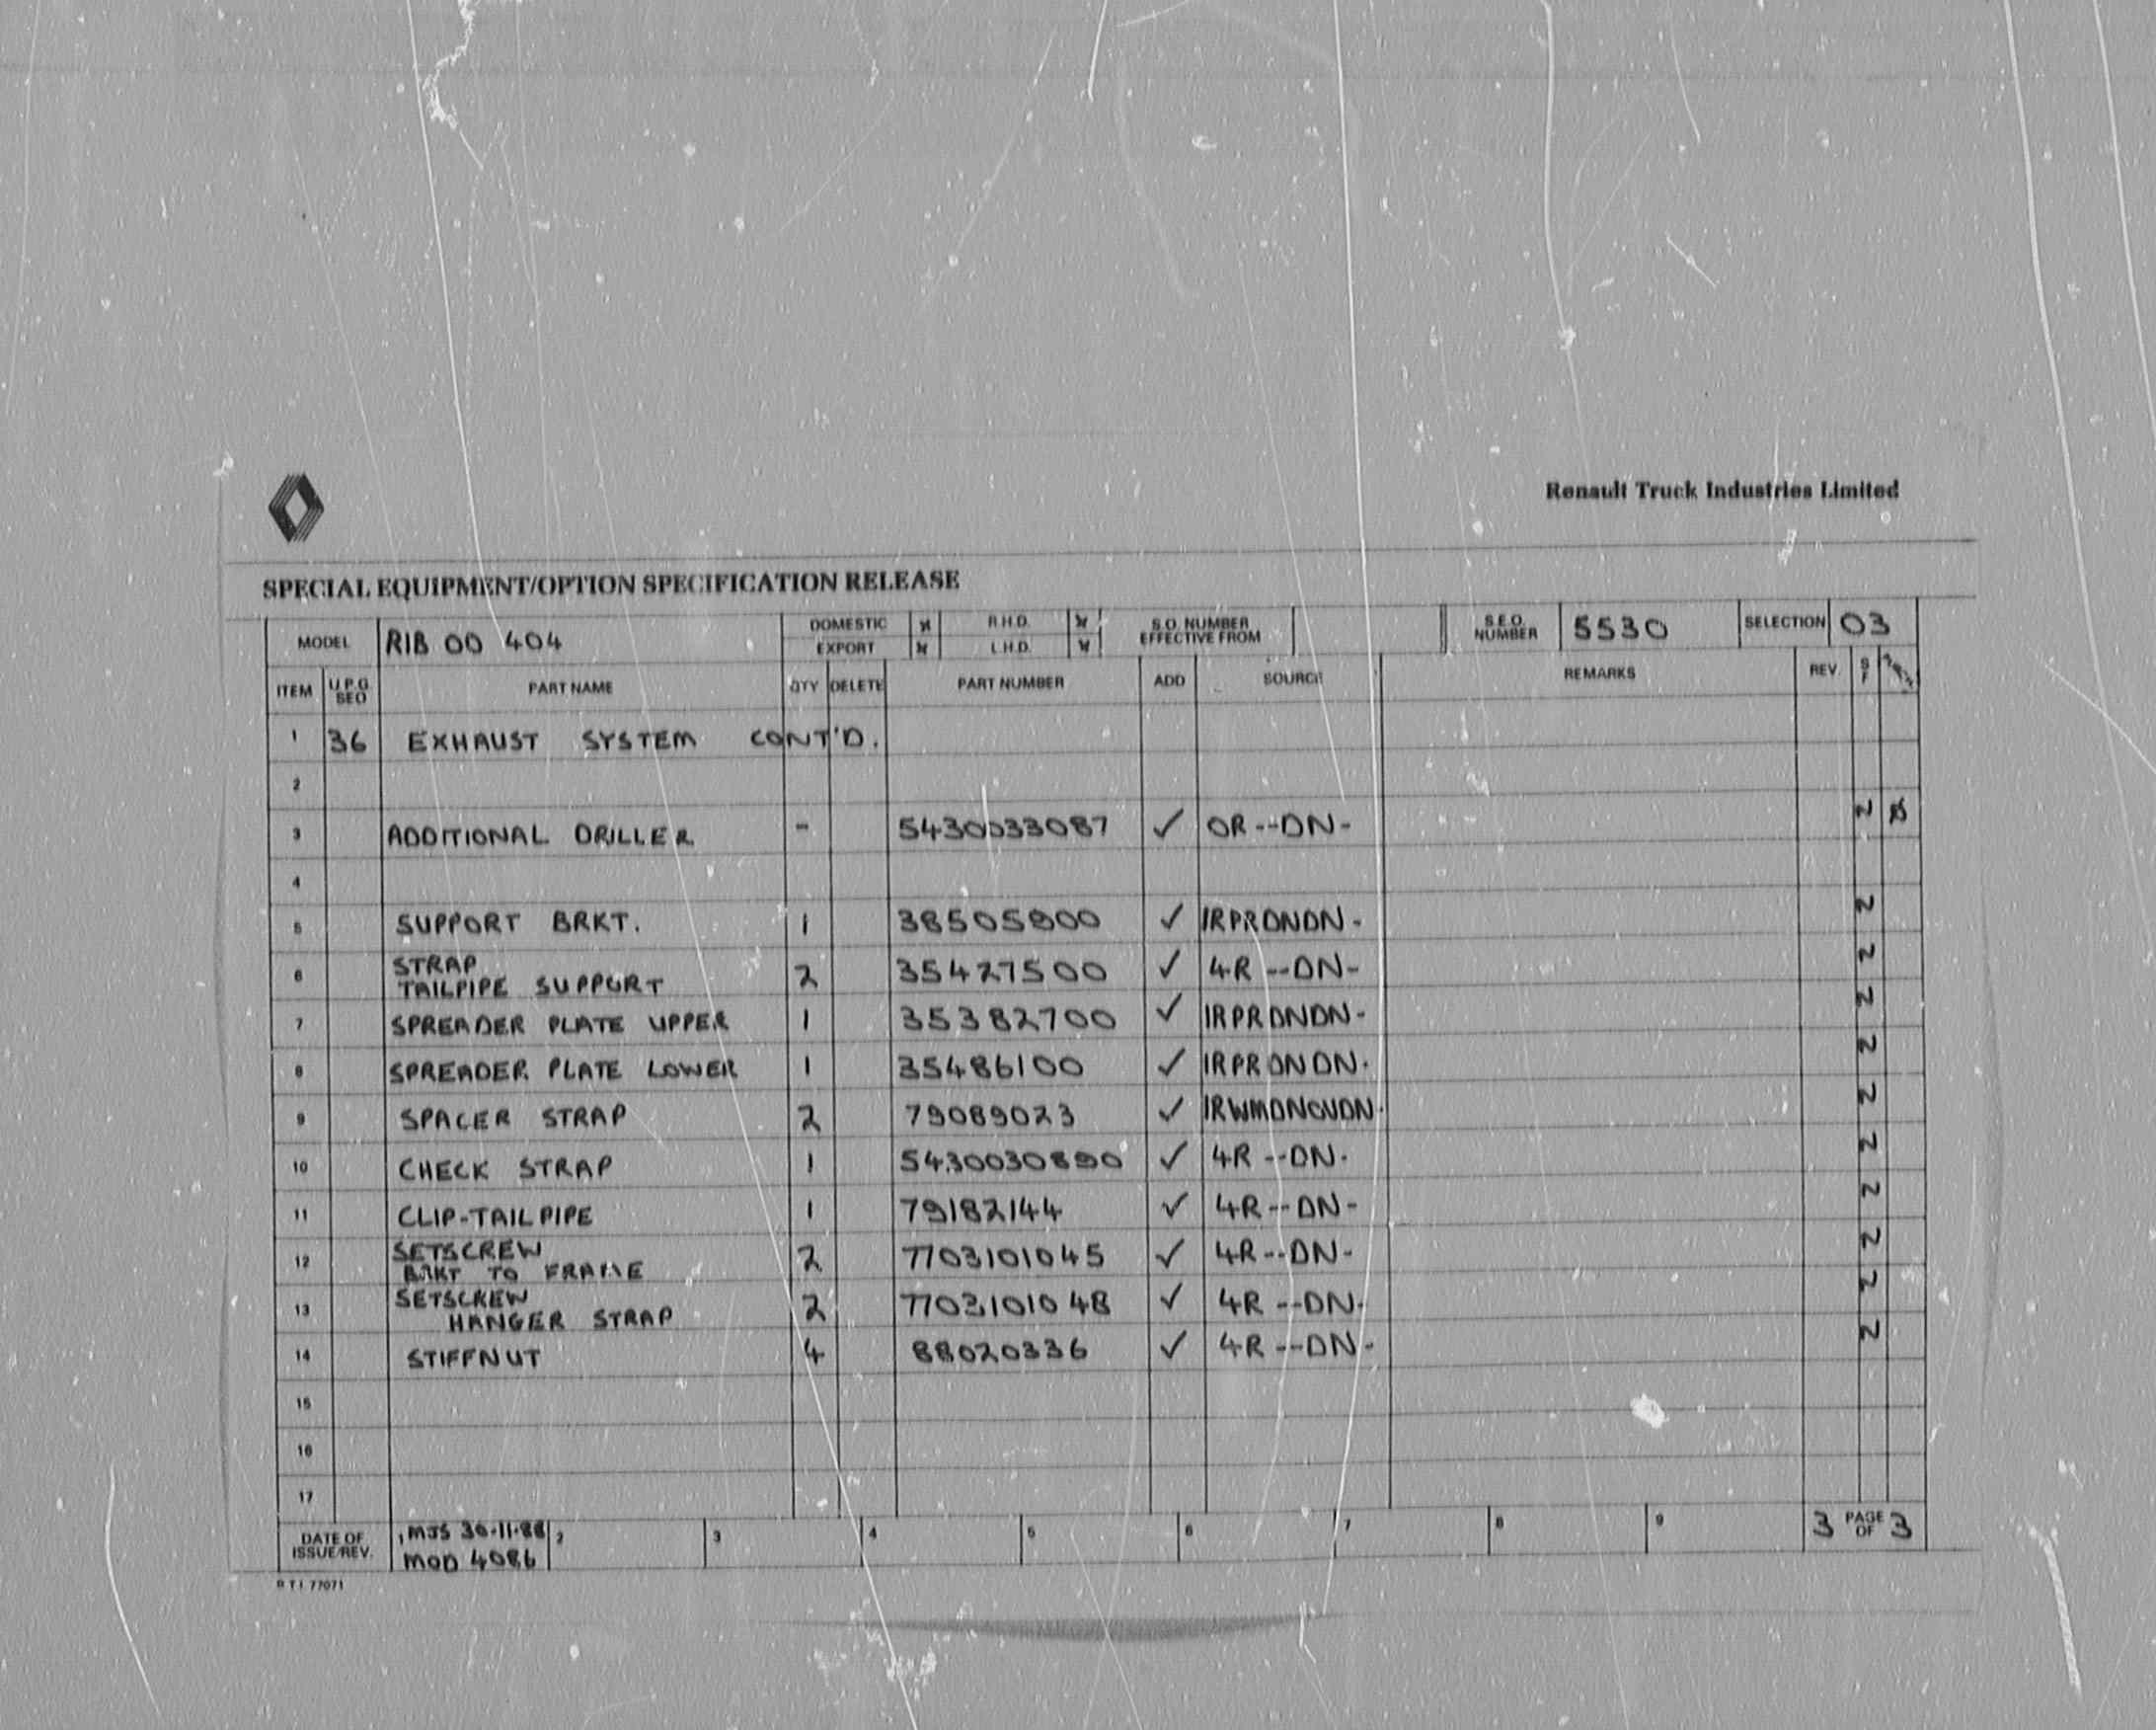 Renault Truck Industries Limited
SPECIAL EQUIPMENT/OPTION SPECIFICATION RELEASE
MODEL RIB 00 404 DOMESTIC R.H.D. S.O. NUMBER EFFECTIVE FROM S.E.O. NUMBER 5530 SELECTION 03
EXPORT L.H.D.
ITEM U.P.G. SEQ PART NAME QTY DELETE PART NUMBER ADD SOURCE REMARKS REV. S F
1 36 EXHAUST SYSTEM CONT'D.
2
3 ADDITIONAL DRILLER - 5430033087 ✓ OR--DN- N
4
5 SUPPORT BRKT. 1 38505900 ✓ IRPRDNDN- N
6 STRAP
TAILPIPE SUPPORT 2 35427500 ✓ 4R--DN- N
7 SPREADER PLATE UPPER 1 35382700 ✓ IRPRDNDN- N
8 SPREADER PLATE LOWER 1 35486100 ✓ IRPRDNDN- N
9 SPACER STRAP 2 79089023 ✓ N
10 CHECK STRAP 1 5430030890 ✓ 4R--DN- N
11 CLIP-TAILPIPE 1 79182144 ✓ 4R--DN- N
12 SETSCREW
BRKT TO FRAME 2 7703101045 ✓ 4R--DN- N
13 SETSCREW
HANGER STRAP 2 7703101048 ✓ 4R--DN- N
14 STIFFNUT 4 88020336 ✓ 4R--DN- N
15
16
17
DATE OF ISSUE/REV. 1 MJS 30-11-88 2 3 4 5 6 7 8 9 3 PAGE OF 3
MOD 4086
R T I 77071